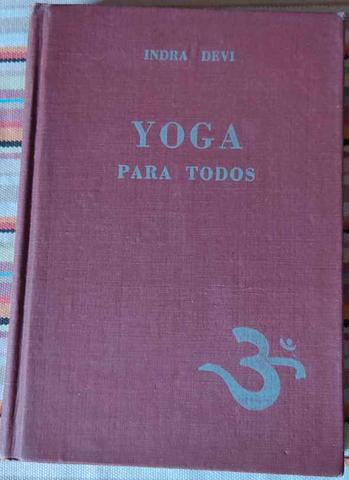 INDRA DEVI
YOGA
PARA TODOS
ॐ